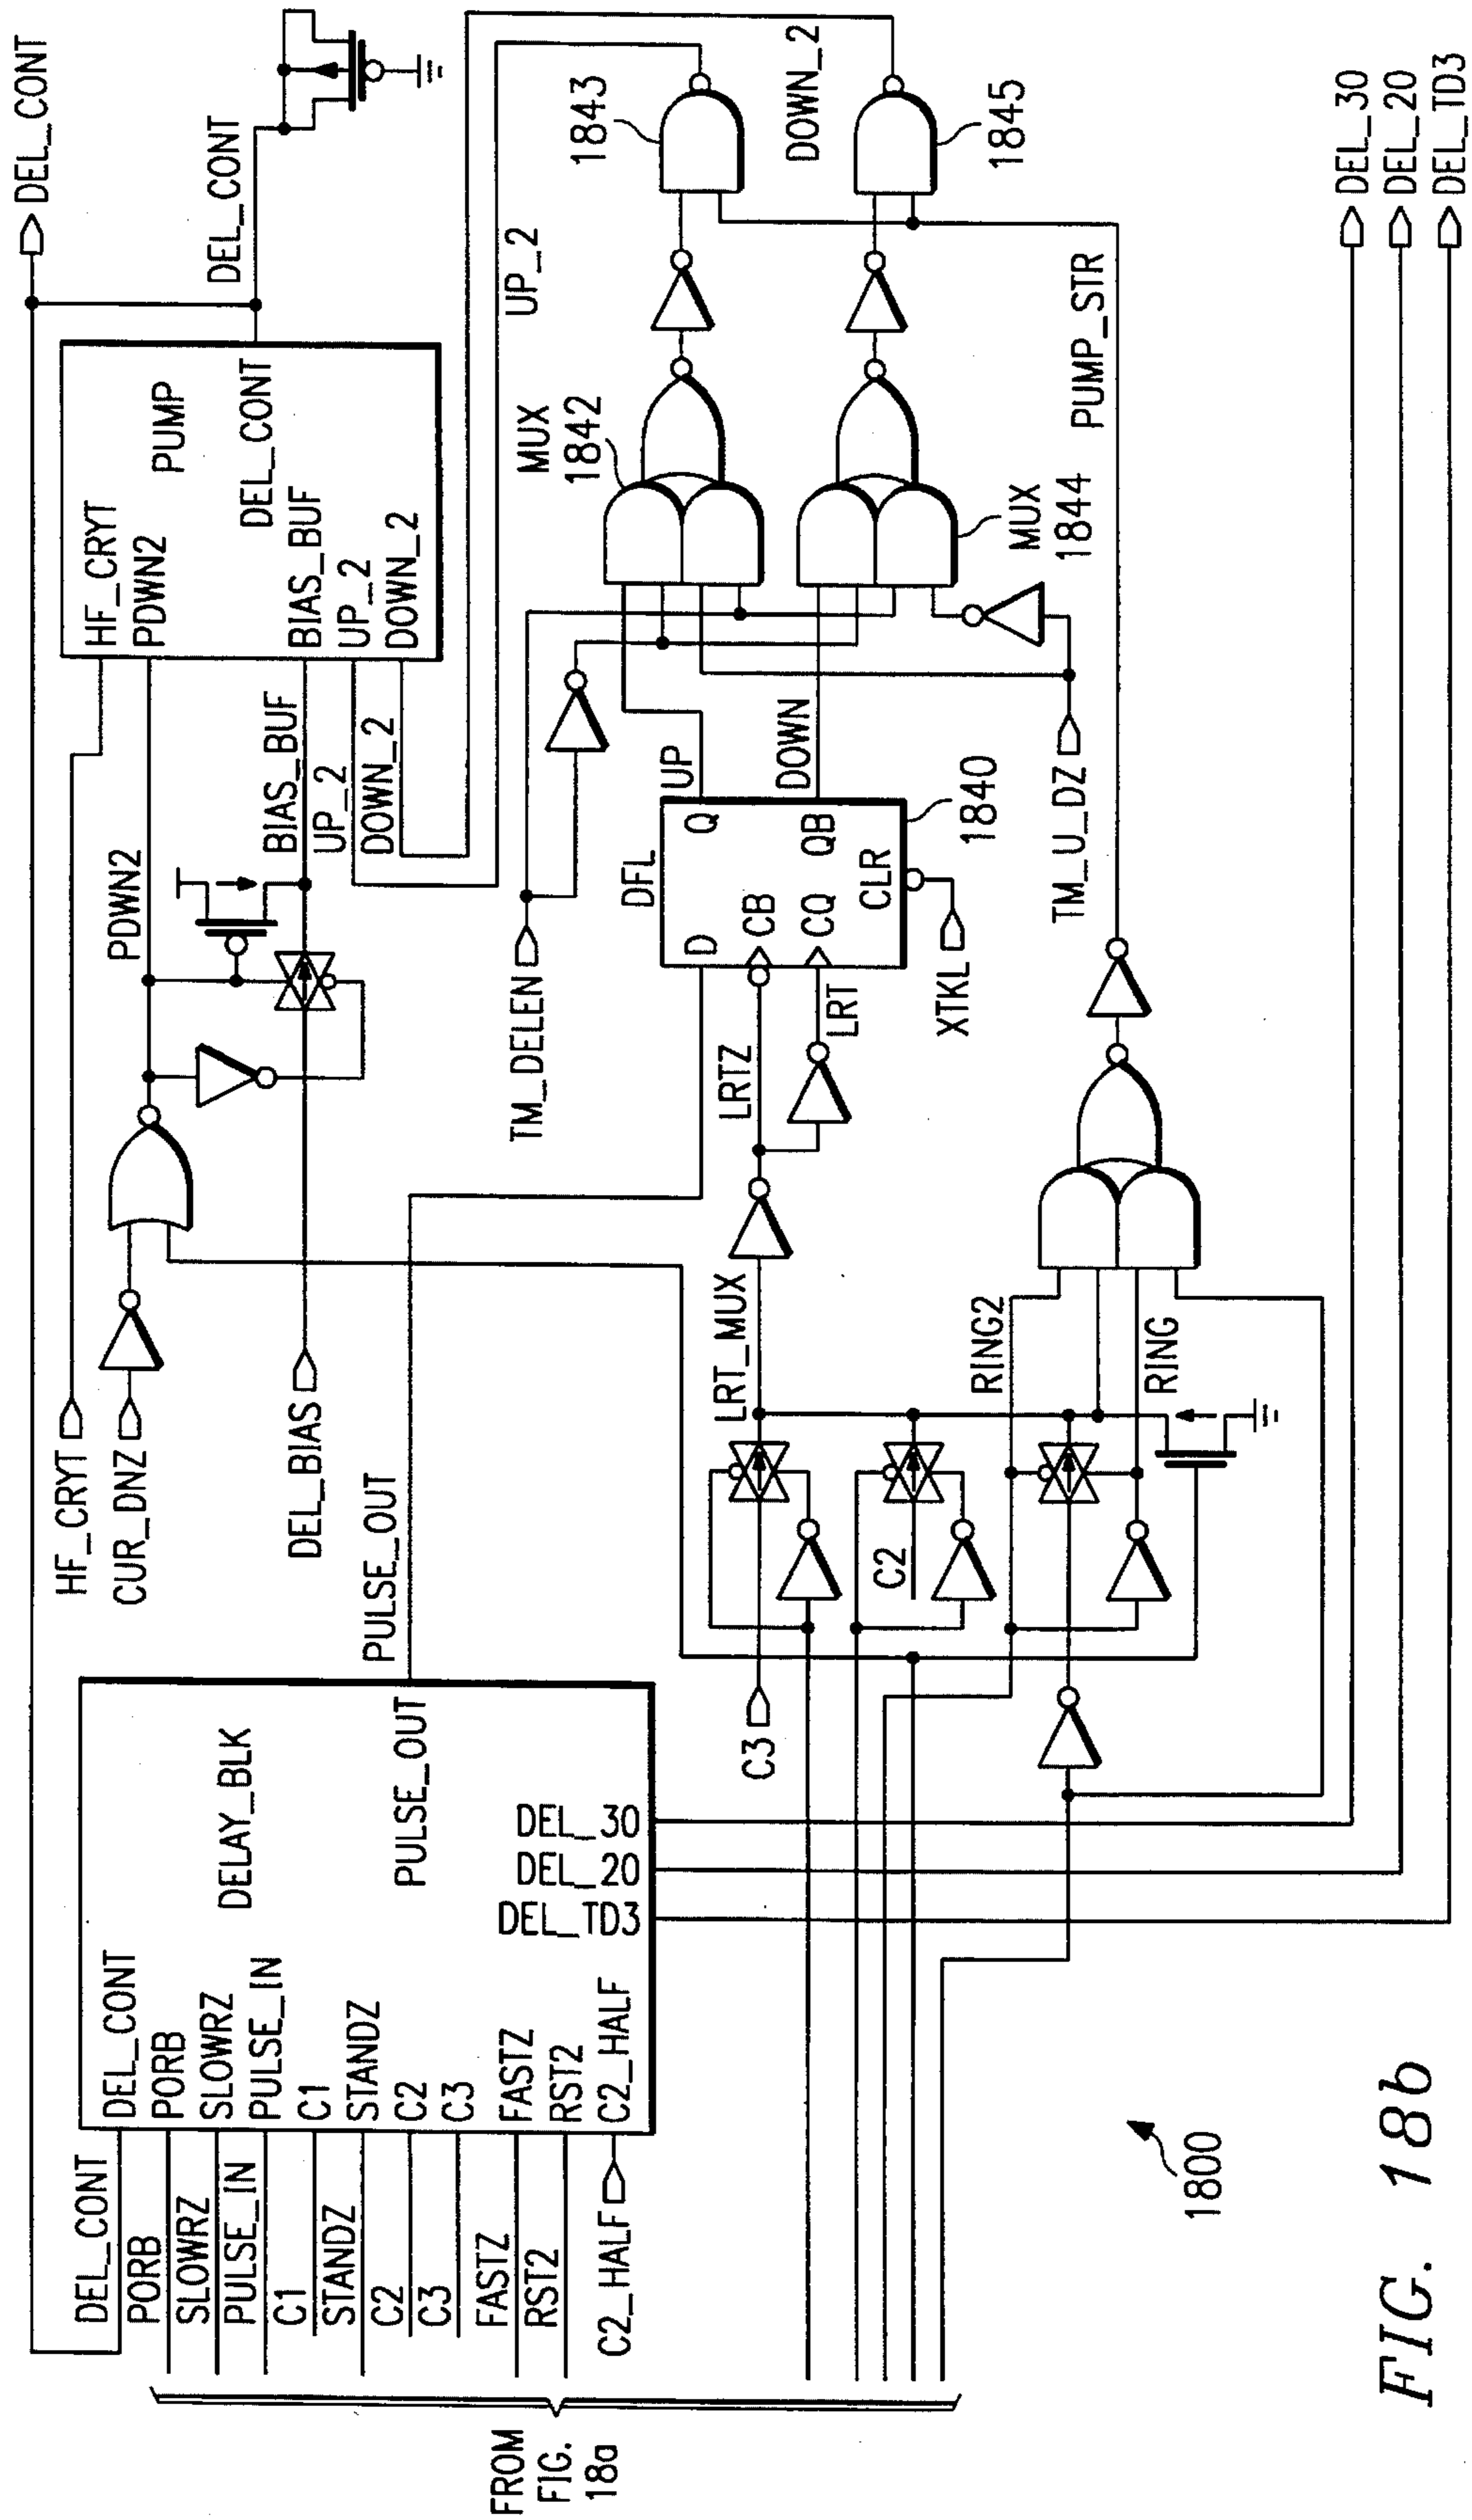 DEL_CONT
DEL_CONT
HF_CRYT
PDWN2
PUMP
DEL_CONT
BIAS_BUF
UP_2
DOWN_2
PDWN2
BIAS_BUF
UP_2
DOWN_2
HF_CRYT
CUR_DNZ
DEL_BIAS
DEL_CONT
PORB
SLOWRZ
PULSE_IN
C1
STANDZ
C2
C3
FASTZ
RST2
C2_HALF
DEL_CONT
PORB
SLOWRZ
PULSE_IN
C1
STANDZ
C2
C3
FASTZ
RST2
C2_HALF
DELAY_BLK
PULSE_OUT
DEL_30
DEL_20
DEL_TD3
PULSE_OUT
FROM
FIG.
18a
TM_DELEN
UP_2
1843
DOWN_2
1845
MUX
1842
MUX
1844
DFL
D
Q
CB
CQ
QB
CLR
UP
DOWN
1840
LRTZ
LRT
XTKL
TM_U_DZ
PUMP_STR
LRT_MUX
C3
C2
RING2
RING
DEL_30
DEL_20
DEL_TD3
1800
FIG. 18b